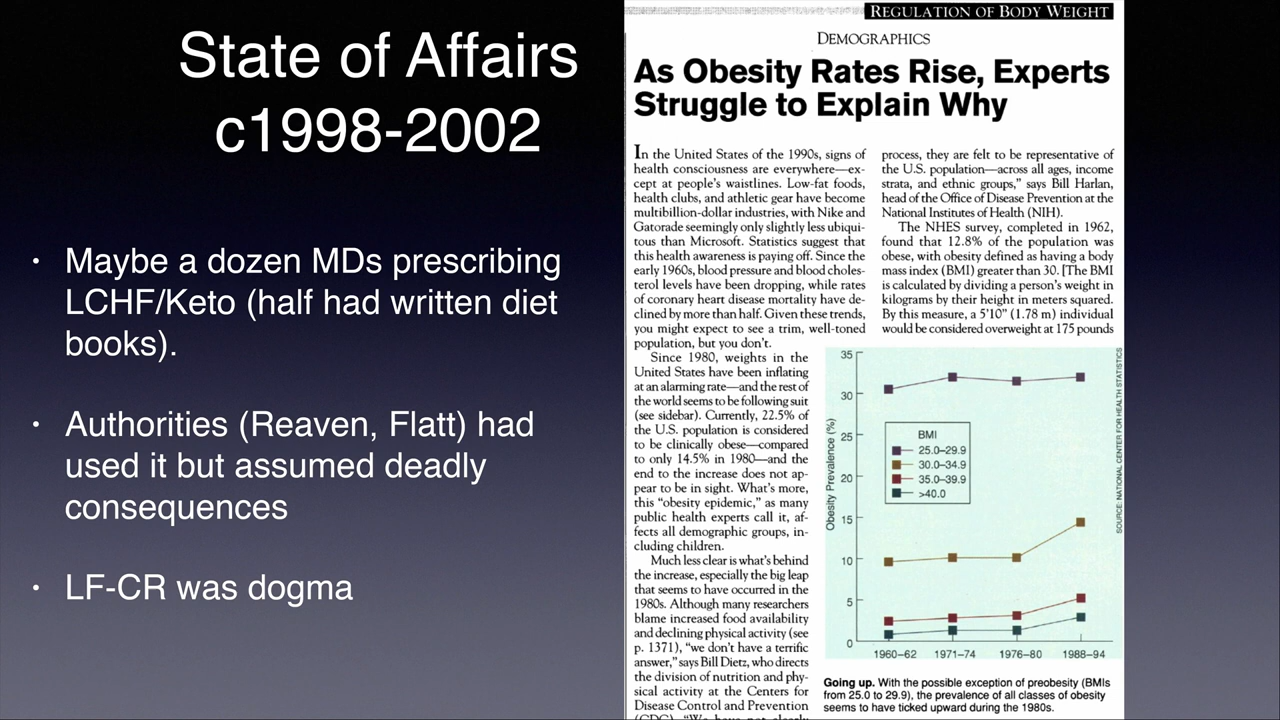 State of Affairs
c1998-2002
• Maybe a dozen MDs prescribing
LCHF/Keto (half had written diet
books).
• Authorities (Reaven, Flatt) had
used it but assumed deadly
consequences
• LF-CR was dogma
REGULATION OF BODY WEIGHT
DEMOGRAPHICS
As Obesity Rates Rise, Experts
Struggle to Explain Why
In the United States of the 1990s, signs of
health consciousness are everywhere—ex-
cept at people's waistlines. Low-fat foods,
health clubs, and athletic gear have become
multibillion-dollar industries, with Nike and
Gatorade seemingly only slightly less ubiqui-
tous than Microsoft. Statistics suggest that
this health awareness is paying off. Since the
early 1960s, blood pressure and blood choles-
terol levels have been dropping, while rates
of coronary heart disease mortality have de-
clined by more than half. Given these trends,
you might expect to see a trim, well-toned
population, but you don't.
Since 1980, weights in the
United States have been inflating
at an alarming rate—and the rest of
the world seems to be following suit
(see sidebar). Currently, 22.5% of
the U.S. population is considered
to be clinically obese—compared
to only 14.5% in 1980—and the
end to the increase does not ap-
pear to be in sight. What's more,
this "obesity epidemic," as many
public health experts call it, af-
fects all demographic groups, in-
cluding children.
Much less clear is what's behind
the increase, especially the big leap
that seems to have occurred in the
1980s. Although many researchers
blame increased food availability
and declining physical activity (see
p. 1371), "we don't have a terrific
answer," says Bill Dietz, who directs
the division of nutrition and phy-
sical activity at the Centers for
Disease Control and Prevention
(CDC). "We have not clearly
process, they are felt to be representative of
the U.S. population—across all ages, income
strata, and ethnic groups," says Bill Harlan,
head of the Office of Disease Prevention at the
National Institutes of Health (NIH).
The NHES survey, completed in 1962,
found that 12.8% of the population was
obese, with obesity defined as having a body
mass index (BMI) greater than 30. [The BMI
is calculated by dividing a person's weight in
kilograms by their height in meters squared.
By this measure, a 5'10" (1.78 m) individual
would be considered overweight at 175 pounds
35
30
25
20
15
10
5
0
Obesity Prevalence (%)
BMI
25.0–29.9
30.0–34.9
35.0–39.9
>40.0
1960–62 1971–74 1976–80 1988–94
SOURCE: NATIONAL CENTER FOR HEALTH STATISTICS
Going up. With the possible exception of preobesity (BMIs
from 25.0 to 29.9), the prevalence of all classes of obesity
seems to have ticked upward during the 1980s.